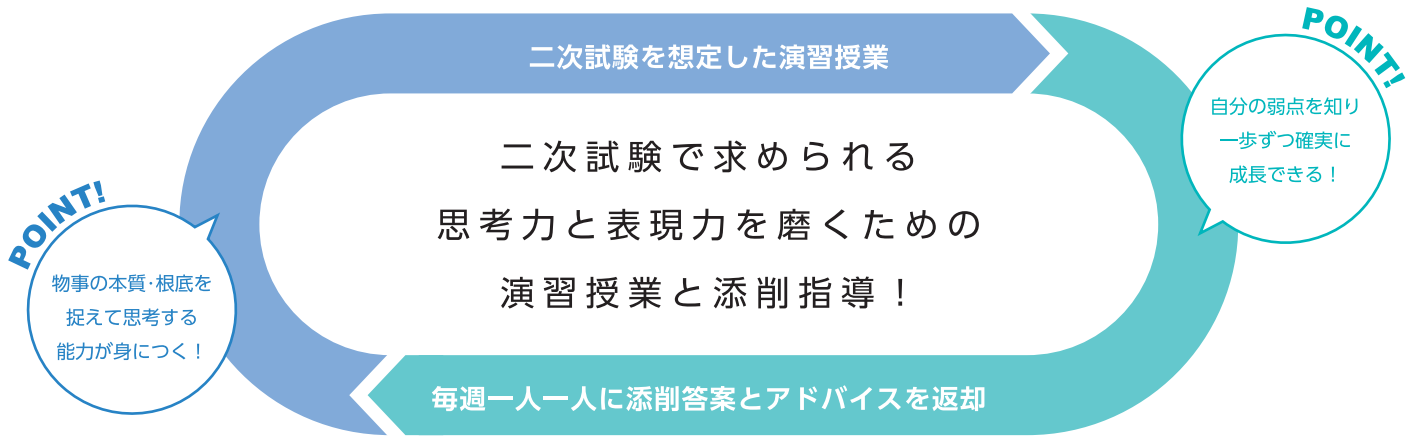 二次試験を想定した演習授業
POINT!
自分の弱点を知り
一歩ずつ確実に
成長できる！
二次試験で求められる
思考力と表現力を磨くための
演習授業と添削指導！
POINT!
物事の本質･根底を
捉えて思考する
能力が身につく！
毎週一人一人に添削答案とアドバイスを返却